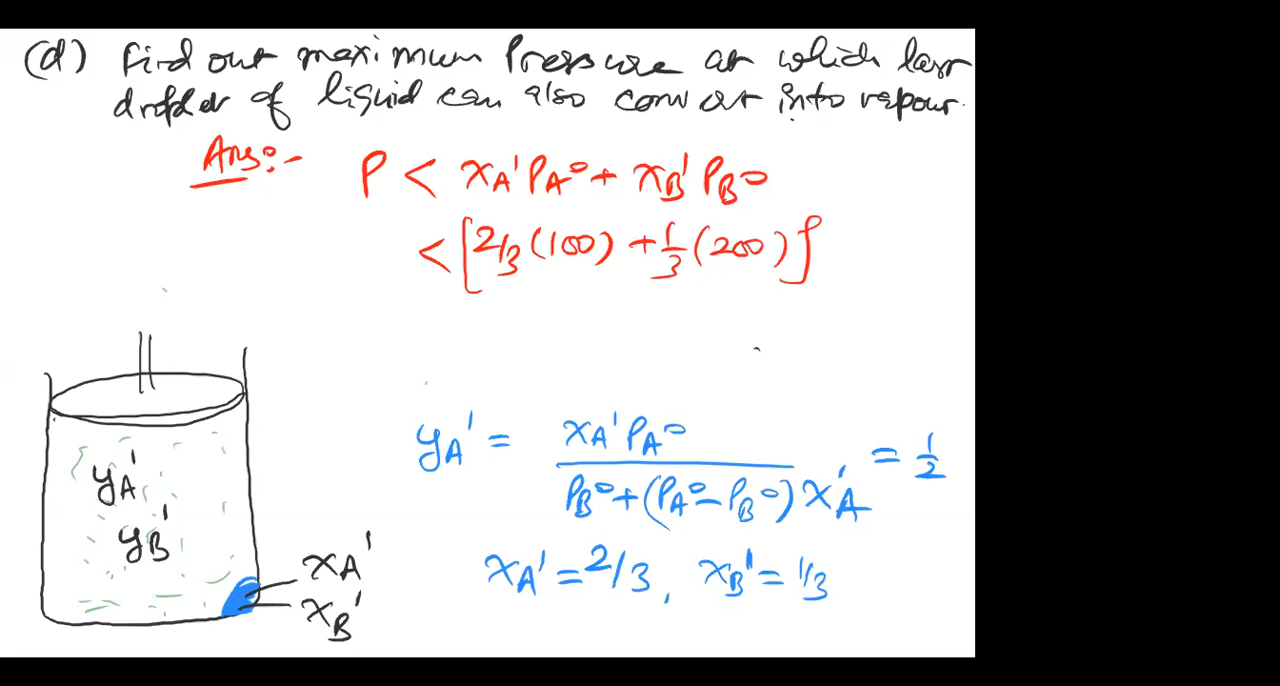 (d) Find out maximum Pressure at which last
droplet of liquid can also convert into vapour.
Ans:- P < xA' PA° + xB' PB°
< [2/3 (100) + 1/3 (200)]
yA' = xA' PA° / PB° + (PA° - PB°) xA' = 1/2
yA'
yB'
xA' = 2/3, xB' = 1/3
xA'
xB'